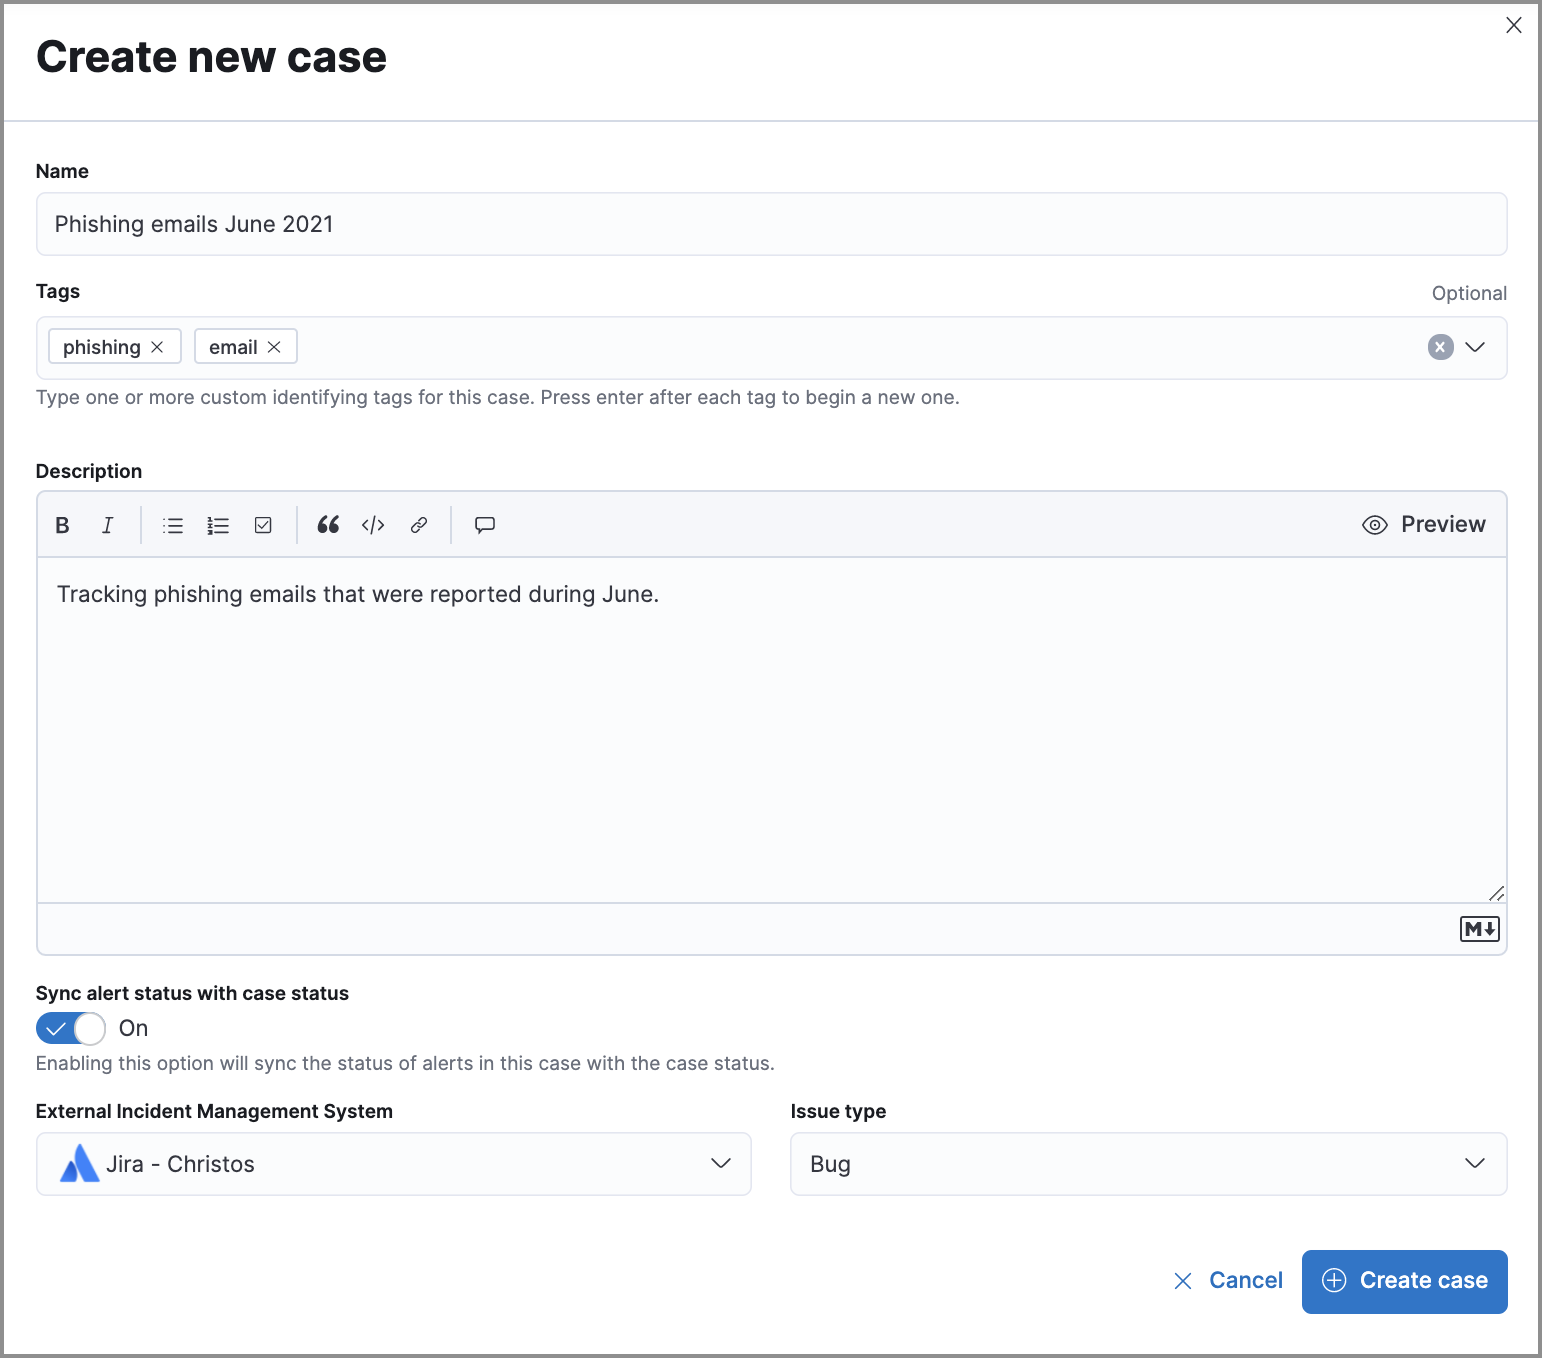 Create new case
Name
Phishing emails June 2021
Tags
Optional
phishing
email
Type one or more custom identifying tags for this case. Press enter after each tag to begin a new one.
Description
B I
Preview
Tracking phishing emails that were reported during June.
M
Sync alert status with case status
On
Enabling this option will sync the status of alerts in this case with the case status.
External Incident Management System
Issue type
Jira - Christos
Bug
Cancel
Create case